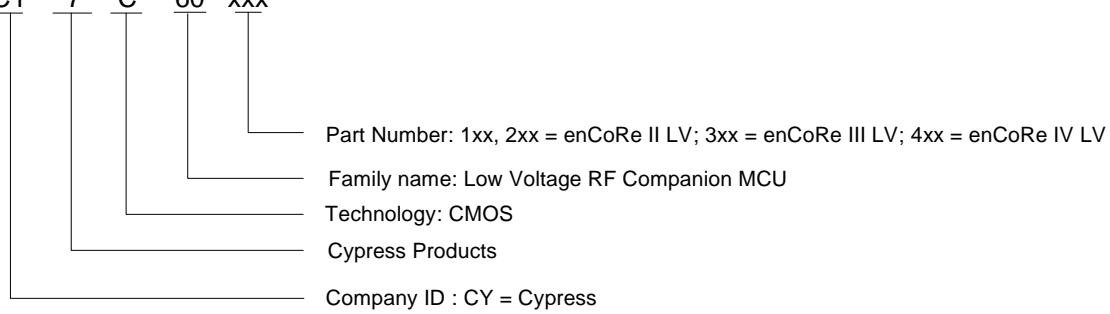 CY 7 C 60 xxx
Part Number: 1xx, 2xx = enCoRe II LV; 3xx = enCoRe III LV; 4xx = enCoRe IV LV
Family name: Low Voltage RF Companion MCU
Technology: CMOS
Cypress Products
Company ID : CY = Cypress